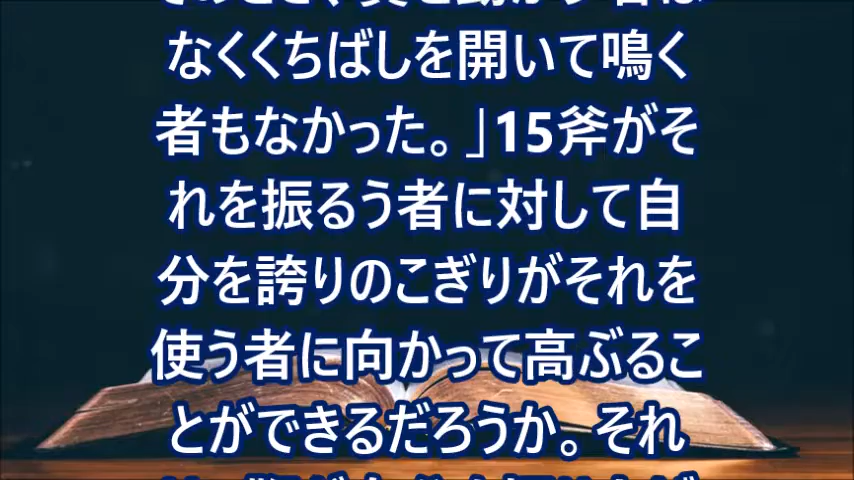 なくくちばしを開いて鳴く
者もなかった。」15斧がそ
れを振るう者に対して自
分を誇りのこぎりがそれを
使う者に向かって高ぶるこ
とができるだろうか。それ